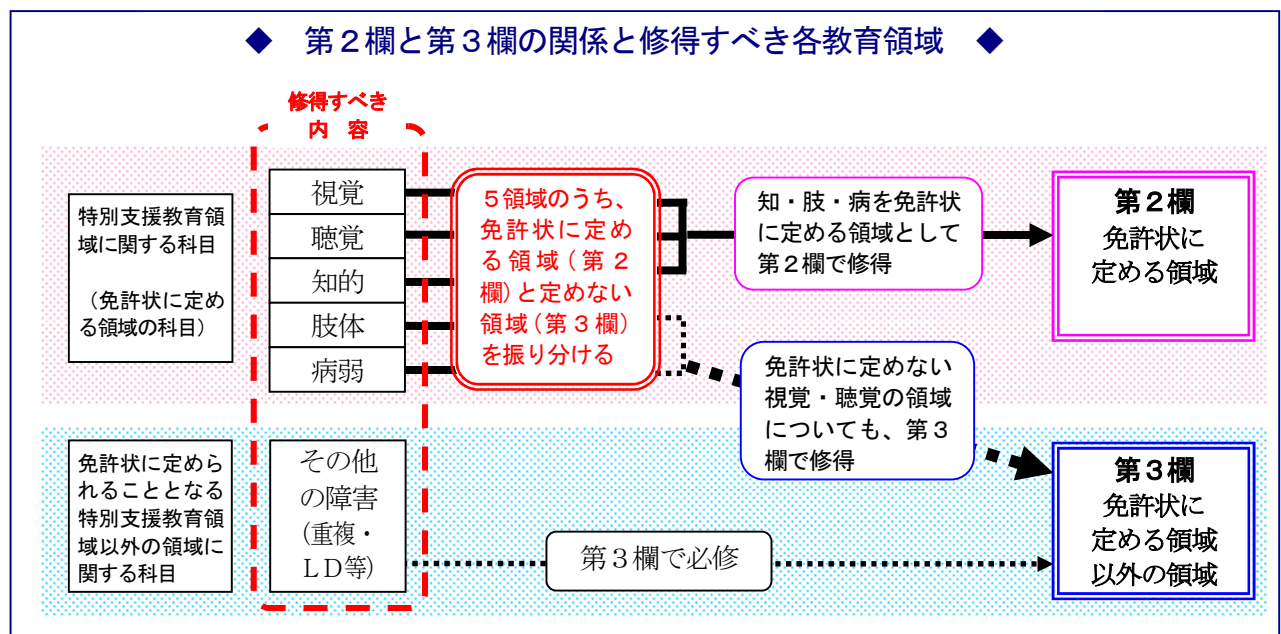 ◆ 第２欄と第３欄の関係と修得すべき各教育領域 ◆
修得すべき
内 容
特別支援教育領
域に関する科目
（免許状に定め
る領域の科目）
視覚
聴覚
知的
肢体
病弱
５領域のうち、
免許状に定め
る領域（第２
欄）と定めない
領域（第３欄）
を振り分ける
知・肢・病を免許状
に定める領域として
第２欄で修得
第２欄
免許状に
定める領域
免許状に定めない
視覚・聴覚の領域
についても、第３
欄で修得
免許状に定めら
れることとなる
特別支援教育領
域以外の領域に
関する科目
その他
の障害
(重複・
ＬＤ等)
第３欄で必修
第３欄
免許状に
定める領域
以外の領域